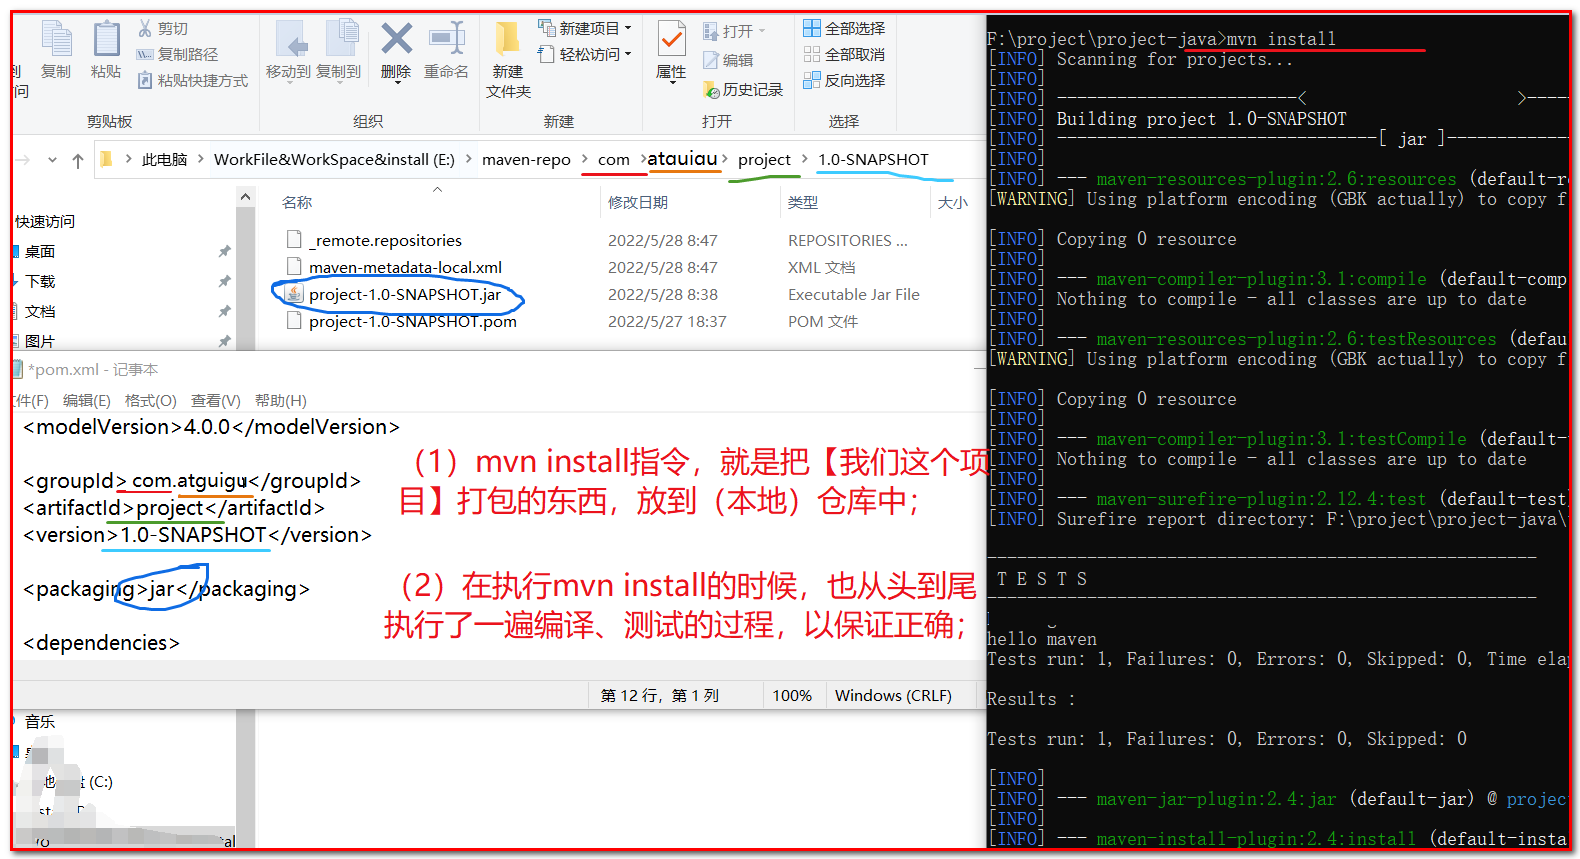 复制
粘贴
剪切
复制路径
粘贴快捷方式
剪贴板
移动到 复制到
删除 重命名
组织
新建
文件夹
新建项目
轻松访问
新建
属性
打开
编辑
历史记录
打开
全部选择
全部取消
反向选择
选择
此电脑 WorkFile&WorkSpace&install (E:) maven-repo com atguigu project 1.0-SNAPSHOT
名称 修改日期 类型 大小
_remote.repositories 2022/5/28 8:47 REPOSITORIES ...
maven-metadata-local.xml 2022/5/28 8:47 XML 文档
project-1.0-SNAPSHOT.jar 2022/5/28 8:38 Executable Jar File
project-1.0-SNAPSHOT.pom 2022/5/27 18:37 POM 文件
快速访问
桌面
下载
文档
图片
*pom.xml - 记事本
件(F) 编辑(E) 格式(O) 查看(V) 帮助(H)
<modelVersion>4.0.0</modelVersion>
<groupId>com.atguigu</groupId>
<artifactId>project</artifactId>
<version>1.0-SNAPSHOT</version>
<packaging>jar</packaging>
<dependencies>
（1）mvn install指令，就是把【我们这个项
目】打包的东西，放到（本地）仓库中；
（2）在执行mvn install的时候，也从头到尾
执行了一遍编译、测试的过程，以保证正确；
第 12 行，第 1 列 100% Windows (CRLF)
音乐
(C:)
F:\project\project-java>mvn install
[INFO] Scanning for projects...
[INFO]
[INFO] ------------------------< >----
[INFO] Building project 1.0-SNAPSHOT
[INFO] --------------------------------[ jar ]------------
[INFO]
[INFO] --- maven-resources-plugin:2.6:resources (default-re
[WARNING] Using platform encoding (GBK actually) to copy f
[INFO] Copying 0 resource
[INFO]
[INFO] --- maven-compiler-plugin:3.1:compile (default-comp
[INFO] Nothing to compile - all classes are up to date
[INFO]
[INFO] --- maven-resources-plugin:2.6:testResources (defau
[WARNING] Using platform encoding (GBK actually) to copy f
[INFO] Copying 0 resource
[INFO]
[INFO] --- maven-compiler-plugin:3.1:testCompile (default-
[INFO] Nothing to compile - all classes are up to date
[INFO]
[INFO] --- maven-surefire-plugin:2.12.4:test (default-test
[INFO] Surefire report directory: F:\project\project-java\
-------------------------------------------------------
T E S T S
-------------------------------------------------------
hello maven
Tests run: 1, Failures: 0, Errors: 0, Skipped: 0, Time elap
Results :
Tests run: 1, Failures: 0, Errors: 0, Skipped: 0
[INFO]
[INFO] --- maven-jar-plugin:2.4:jar (default-jar) @ projec
[INFO]
[INFO] --- maven-install-plugin:2.4:install (default-insta